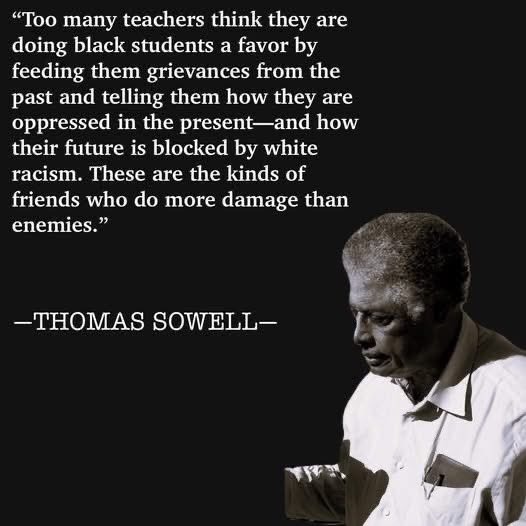 “Too many teachers think they are
doing black students a favor by
feeding them grievances from the
past and telling them how they are
oppressed in the present—and how
their future is blocked by white
racism. These are the kinds of
friends who do more damage than
enemies.”
—THOMAS SOWELL—